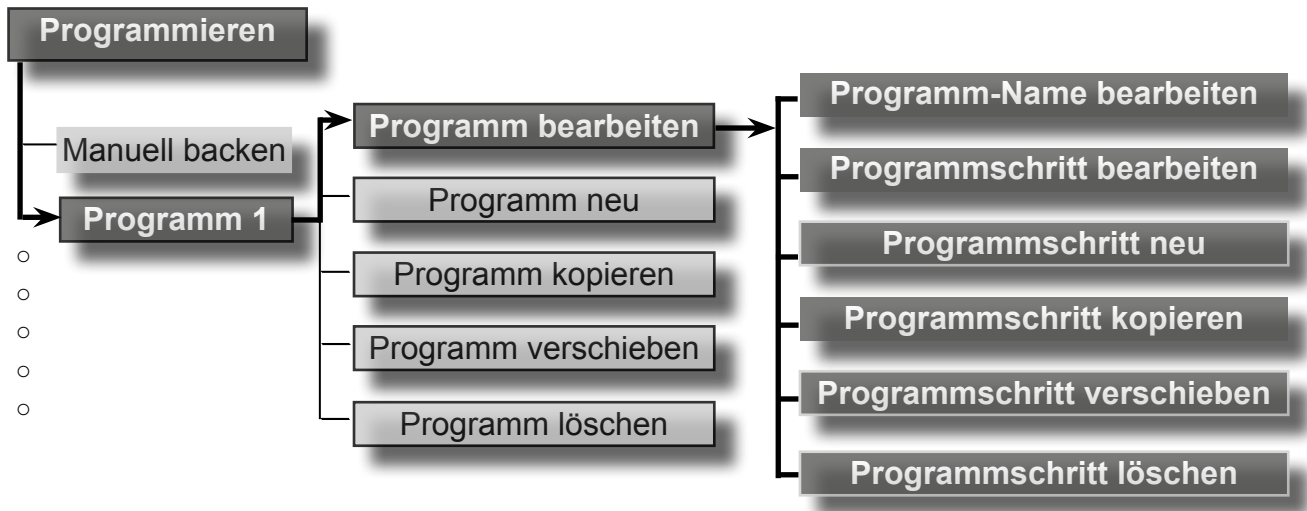 Programmieren
Manuell backen
Programm 1
Programm bearbeiten
Programm neu
Programm kopieren
Programm verschieben
Programm löschen
Programm-Name bearbeiten
Programmschritt bearbeiten
Programmschritt neu
Programmschritt kopieren
Programmschritt verschieben
Programmschritt löschen